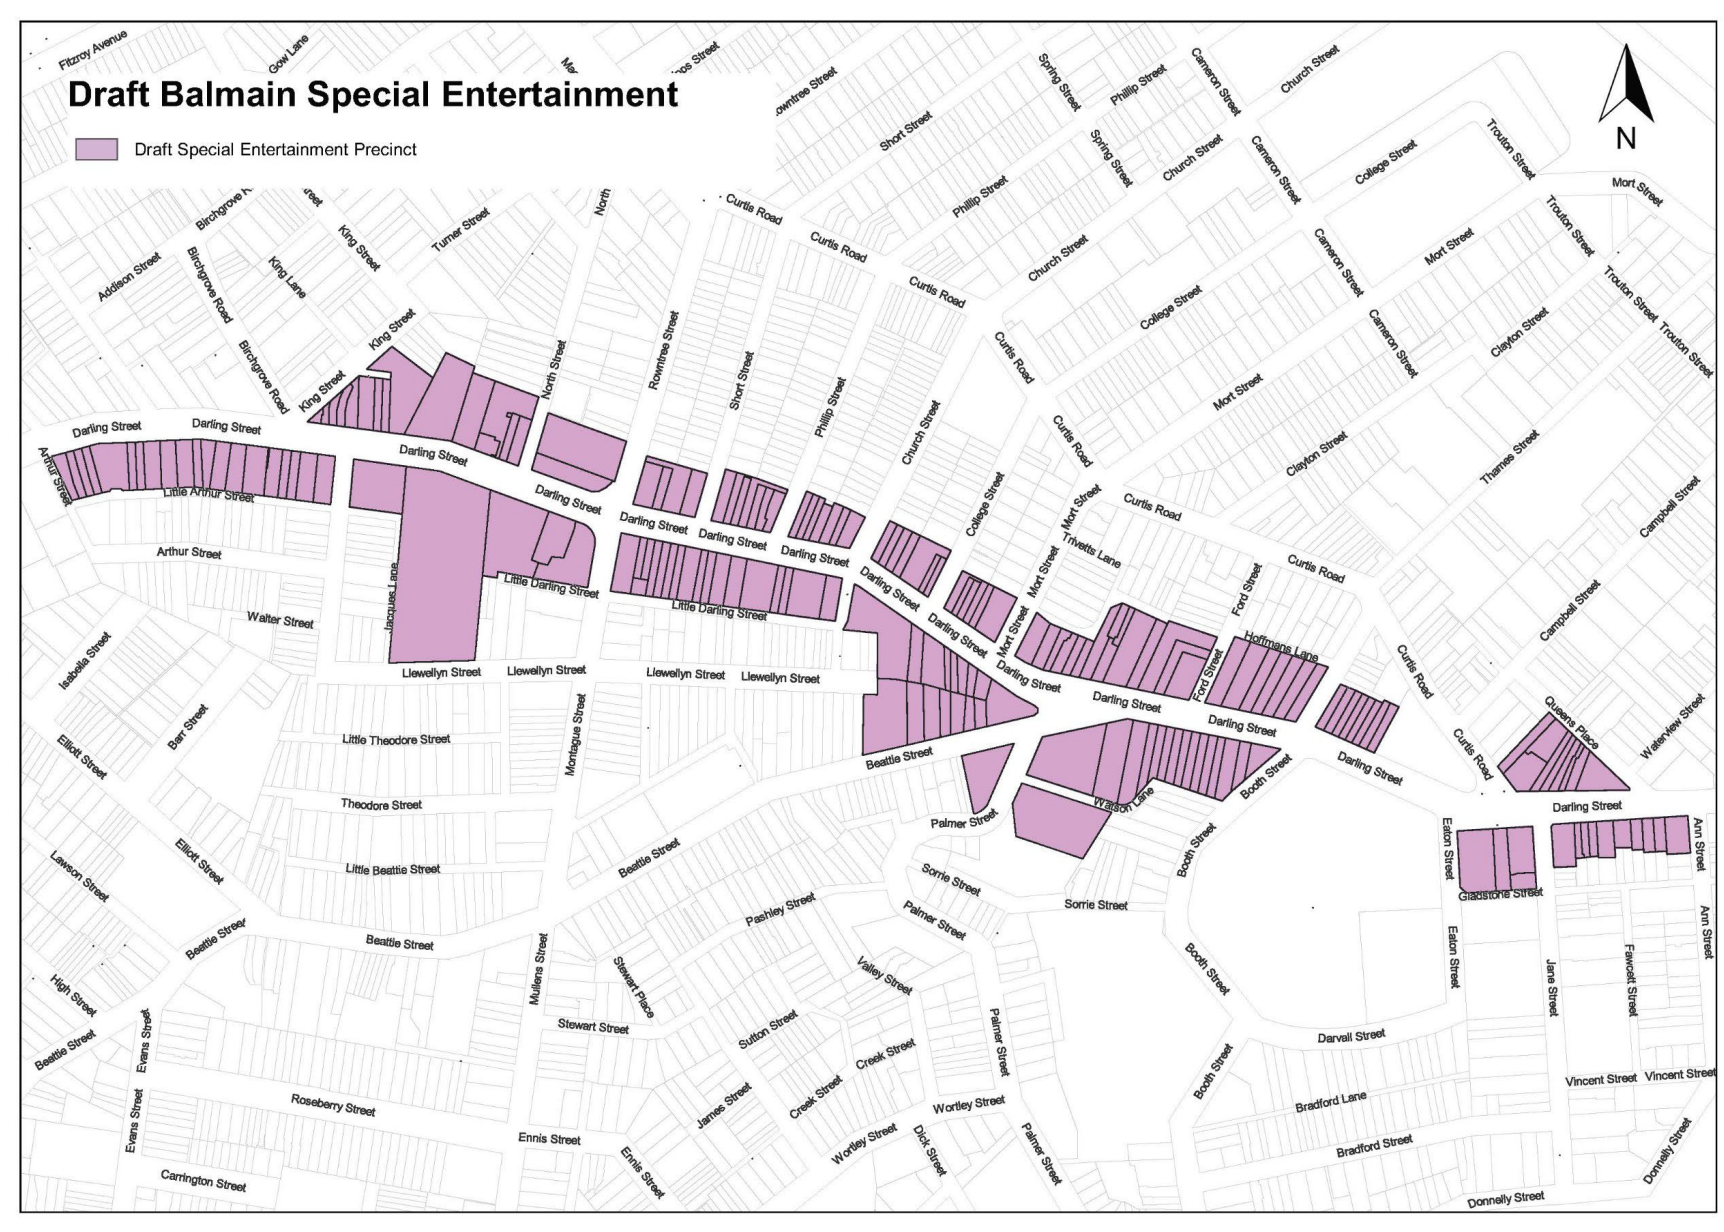 Fitzroy Avenue
Gow Lane
Draft Balmain Special Entertainment
Draft Special Entertainment Precinct
N
owntree Street
Short Street
Spring Street
Phillip Street
Cameron Street
Church Street
Spring Street
Church Street
Cameron Street
College Street
Trouton Street
Mort Street
Phillip Street
Curtis Road
Curtis Road
Curtis Road
Church Street
Cameron Street
Mort Street
Trouton Street
Trouton Street
Trouton Street
North
King Street
Turner Street
Addison Street
Birchgrove Road
King Lane
King Street
Birchgrove Road
King Street
North Street
Rowntree Street
Short Street
Phillip Street
Church Street
Curtis Road
College Street
Cameron Street
Clayton Street
Mort Street
Curtis Road
Clayton Street
Thames Street
Campbell Street
Darling Street
Darling Street
Darling Street
Darling Street
Darling Street
Darling Street
Darling Street
Arthur Street
Little Arthur Street
Arthur Street
College Street
Mort Street
Curtis Road
Trivetts Lane
Mort Street
Curtis Road
Ford Street
Campbell Street
Jacques Lane
Little Darling Street
Little Darling Street
Darling Street
Darling Street
Mort Street
Darling Street
Hoffmans Lane
Ford Street
Walter Street
Isabella Street
Llewellyn Street
Llewellyn Street
Llewellyn Street
Llewellyn Street
Darling Street
Darling Street
Curtis Road
Queens Place
Waterview Street
Barr Street
Little Theodore Street
Montague Street
Beattie Street
Booth Street
Darling Street
Curtis Road
Elliott Street
Theodore Street
Palmer Street
Watson Lane
Darling Street
Elliott Street
Little Beattie Street
Beattie Street
Booth Street
Eaton Street
Ann Street
Lawson Street
Sorrie Street
Sorrie Street
Gladstone Street
Pashley Street
Palmer Street
Beattie Street
Beattie Street
Mullens Street
Ann Street
Booth Street
Eaton Street
Jane Street
Fawcett Street
High Street
Stewart Place
Valley Street
Beattie Street
Evans Street
Stewart Street
Sutton Street
Palmer Street
Darvall Street
Creek Street
Booth Street
Vincent Street
Vincent Street
Roseberry Street
James Street
Creek Street
Wortley Street
Bradford Lane
Evans Street
Ennis Street
Wortley Street
Dick Street
Palmer Street
Bradford Street
Donnelly Street
Carrington Street
Ennis Street
Donnelly Street